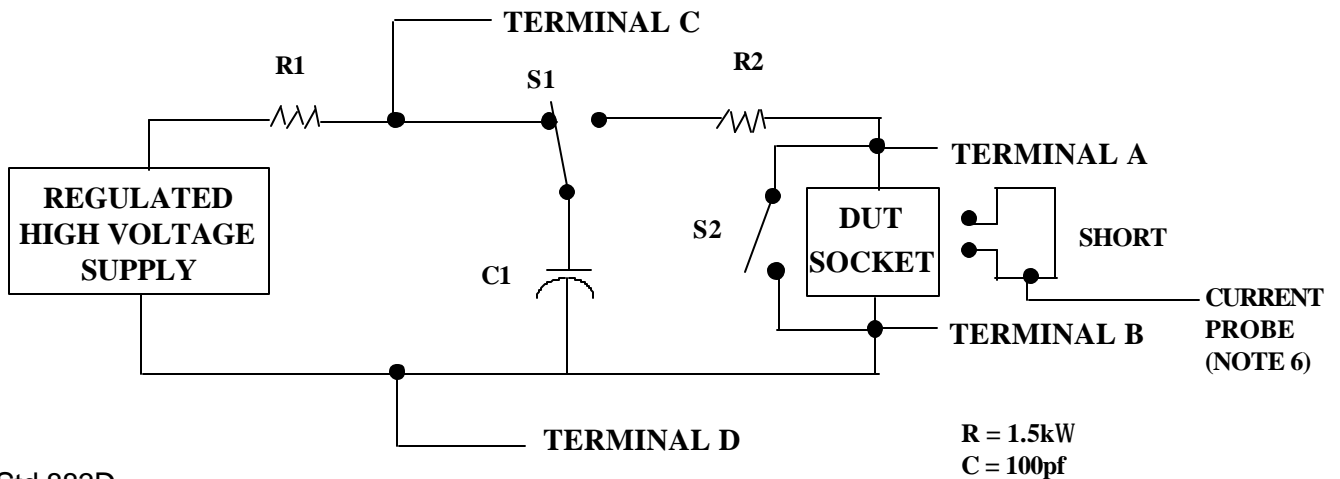 TERMINAL C
R1
S1
R2
TERMINAL A
REGULATED
HIGH VOLTAGE
SUPPLY
S2
DUT
SOCKET
SHORT
C1
CURRENT
PROBE
(NOTE 6)
TERMINAL B
TERMINAL D
R = 1.5kW
C = 100pf